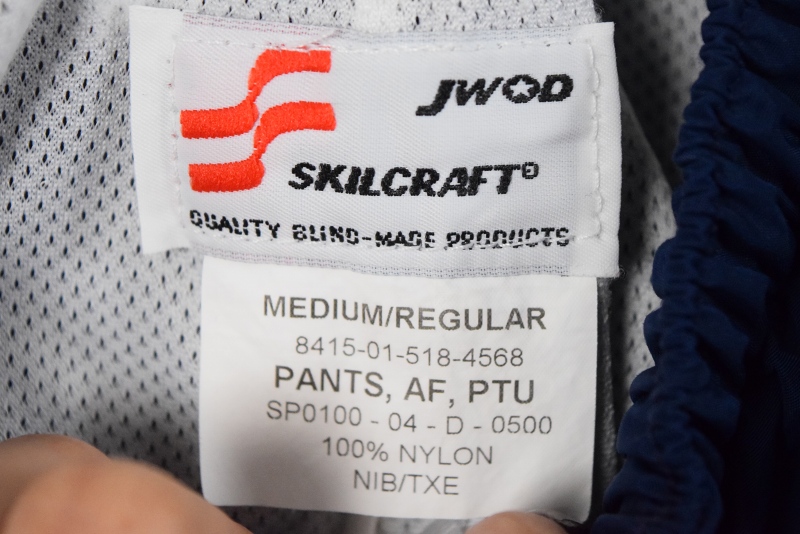 JWOD
SKILCRAFT®
QUALITY BLIND-MADE PRODUCTS
MEDIUM/REGULAR
8415-01-518-4568
PANTS, AF, PTU
SP0100 - 04 - D - 0500
100% NYLON
NIB/TXE